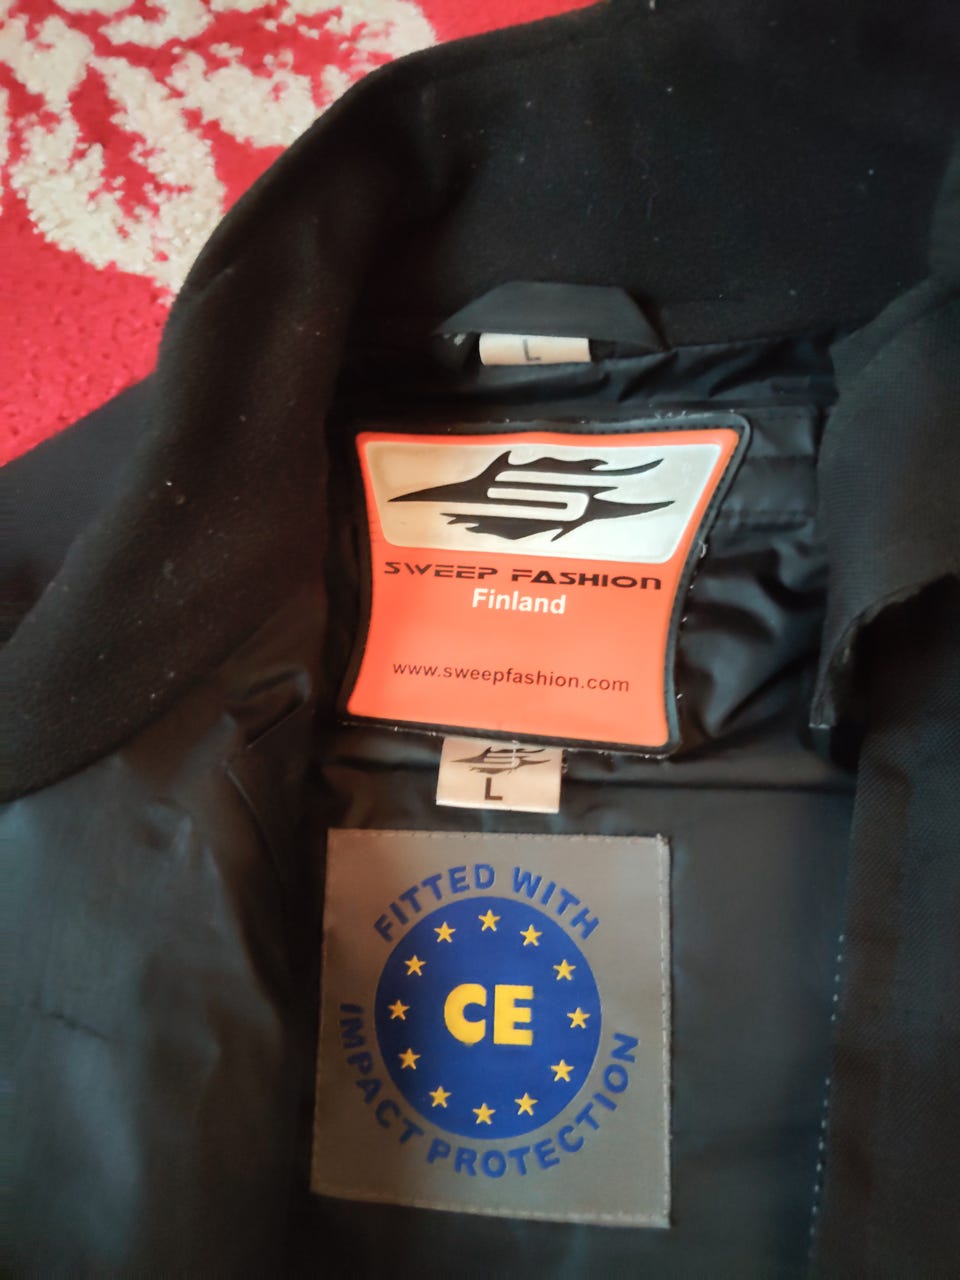 L
S
SWEEP FASHION
Finland
www.sweepfashion.com
S
L
FITTED WITH
CE
IMPACT PROTECTION